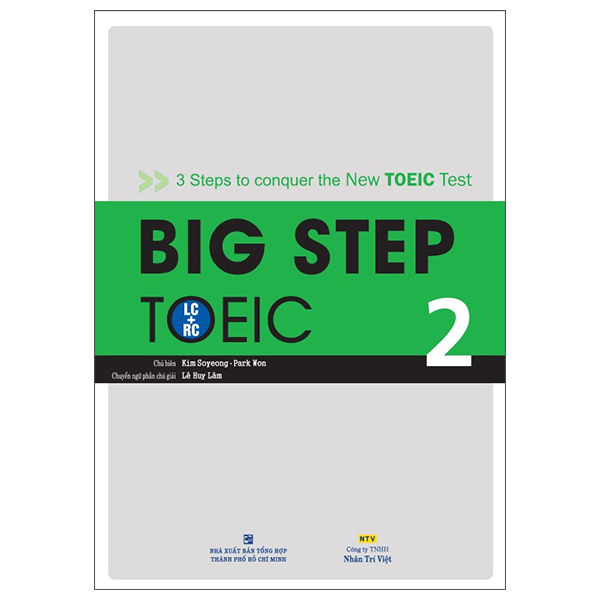 3 Steps to conquer the New TOEIC Test
BIG STEP
TOEIC
LC
+
RC
2
Chủ biên Kim Soyeong · Park Won
Chuyển ngữ phần chú giải Lê Huy Lâm
NHÀ XUẤT BẢN TỔNG HỢP
THÀNH PHỐ HỒ CHÍ MINH
NTV
Công ty TNHH
Nhân Trí Việt